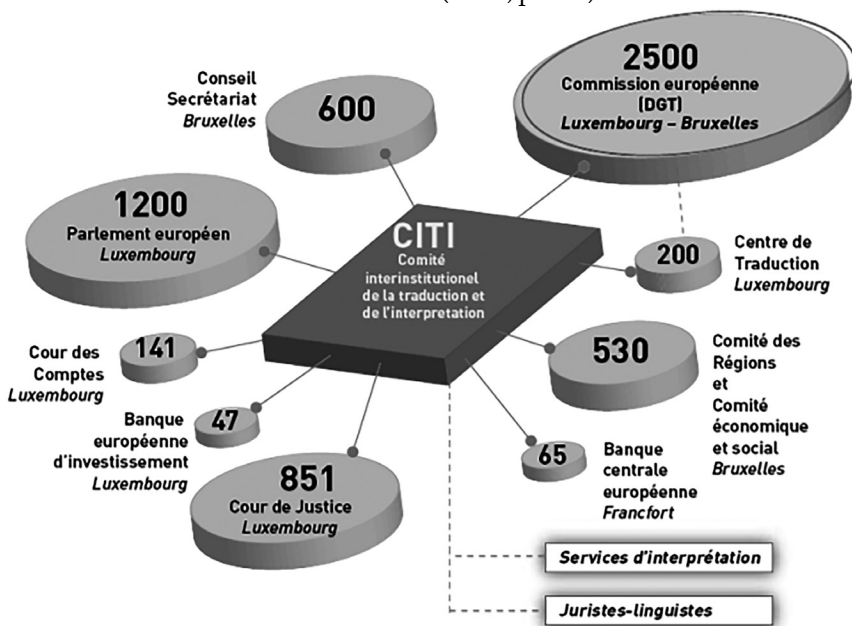 2500
Commission européenne
(DGT)
Luxembourg – Bruxelles
Conseil
Secrétariat
Bruxelles
600
1200
Parlement européen
Luxembourg
CITI
Comité
interinstitutionel
de la traduction et
de l'interpretation
200
Centre de
Traduction
Luxembourg
Cour des
Comptes
Luxembourg
141
530
Comité des
Régions
et
Comité
économique
et social
Bruxelles
Banque
européenne
d'investissement
Luxembourg
47
851
Cour de Justice
Luxembourg
65
Banque
centrale
européenne
Francfort
Services d'interprétation
Juristes-linguistes